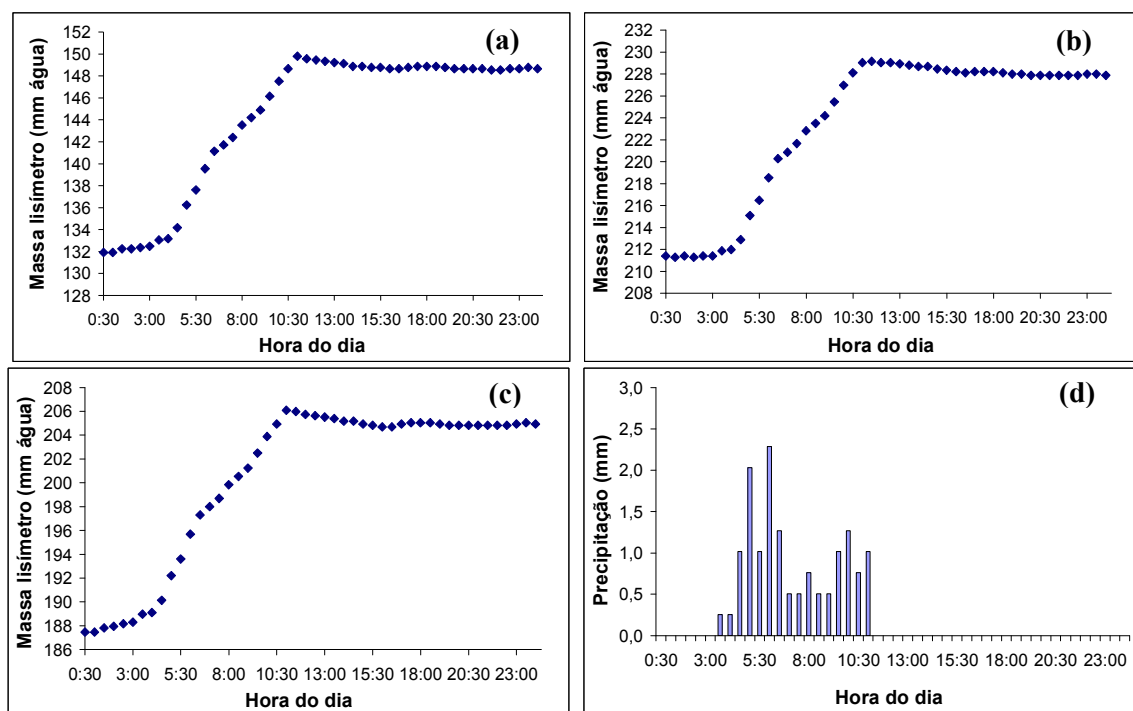 (a)
Massa lisímetro (mm água)
152
150
148
146
144
142
140
138
136
134
132
130
128
0:30 3:00 5:30 8:00 10:30 13:00 15:30 18:00 20:30 23:00
Hora do dia
(b)
Massa lisímetro (mm água)
232
230
228
226
224
222
220
218
216
214
212
210
208
0:30 3:00 5:30 8:00 10:30 13:00 15:30 18:00 20:30 23:00
Hora do dia
(c)
Massa lisímetro (mm água)
208
206
204
202
200
198
196
194
192
190
188
186
0:30 3:00 5:30 8:00 10:30 13:00 15:30 18:00 20:30 23:00
Hora do dia
(d)
Precipitação (mm)
3,0
2,5
2,0
1,5
1,0
0,5
0,0
0:30 3:00 5:30 8:00 10:30 13:00 15:30 18:00 20:30 23:00
Hora do dia